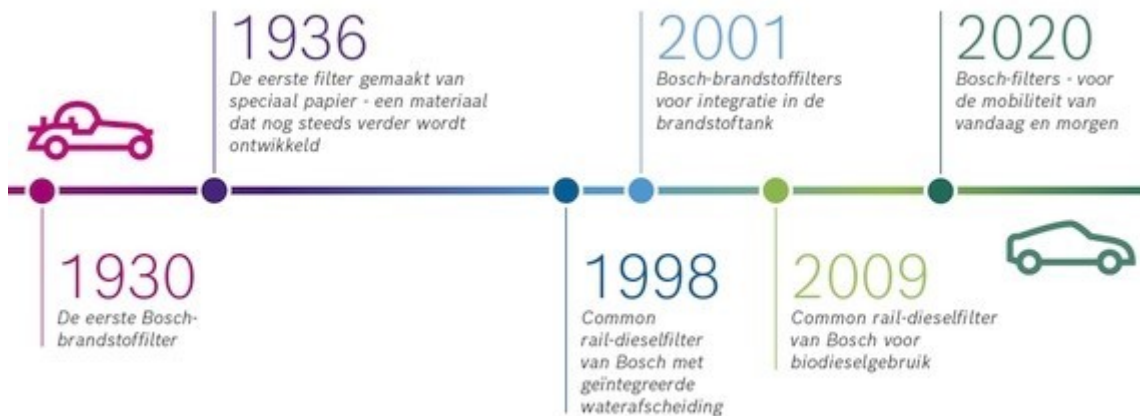 1936
De eerste filter gemaakt van
speciaal papier - een materiaal
dat nog steeds verder wordt
ontwikkeld
2001
Bosch-brandstoffilters
voor integratie in de
brandstoftank
2020
Bosch-filters - voor
de mobiliteit van
vandaag en morgen
1930
De eerste Bosch-
brandstoffilter
1998
Common
rail-dieselfilter
van Bosch met
geïntegreerde
waterafscheiding
2009
Common rail-dieselfilter
van Bosch voor
biodieselgebruik